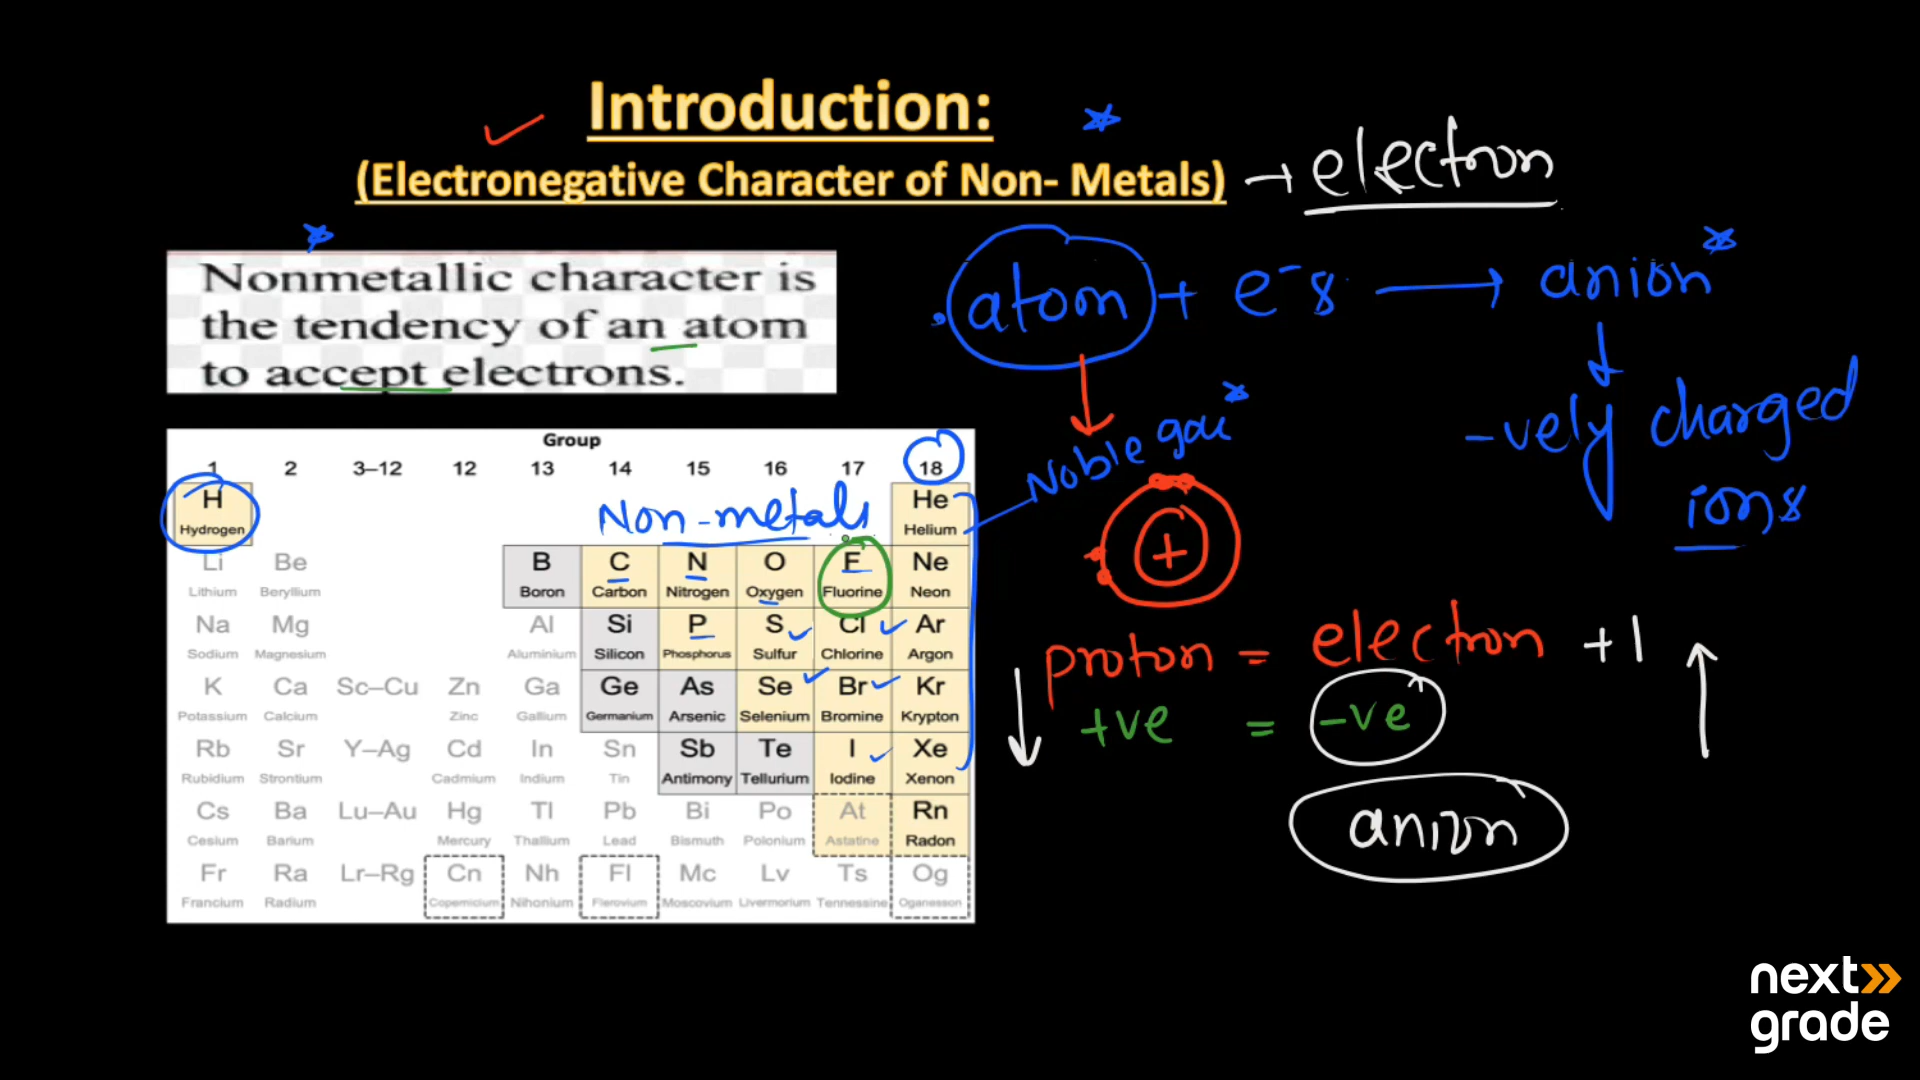 Introduction:
(Electronegative Character of Non- Metals) → electron
Nonmetallic character is
the tendency of an atom
to accept electrons.
atom + e⁻s → anion
-vely charged
ions
Noble gas
+
proton = electron +1
+ve = -ve
anion
Group
1 2 3–12 12 13 14 15 16 17 18
Non-metals
H He
Hydrogen Helium
Li Be B C N O F Ne
Lithium Beryllium Boron Carbon Nitrogen Oxygen Fluorine Neon
Na Mg Al Si P S Cl Ar
Sodium Magnesium Aluminium Silicon Phosphorus Sulfur Chlorine Argon
K Ca Sc–Cu Zn Ga Ge As Se Br Kr
Potassium Calcium Zinc Gallium Germanium Arsenic Selenium Bromine Krypton
Rb Sr Y–Ag Cd In Sn Sb Te I Xe
Rubidium Strontium Cadmium Indium Tin Antimony Tellurium Iodine Xenon
Cs Ba Lu–Au Hg Tl Pb Bi Po At Rn
Cesium Barium Mercury Thallium Lead Bismuth Polonium Astatine Radon
Fr Ra Lr–Rg Cn Nh Fl Mc Lv Ts Og
Francium Radium Copernicium Nihonium Flerovium Moscovium Livermorium Tennessine Oganesson
next
grade